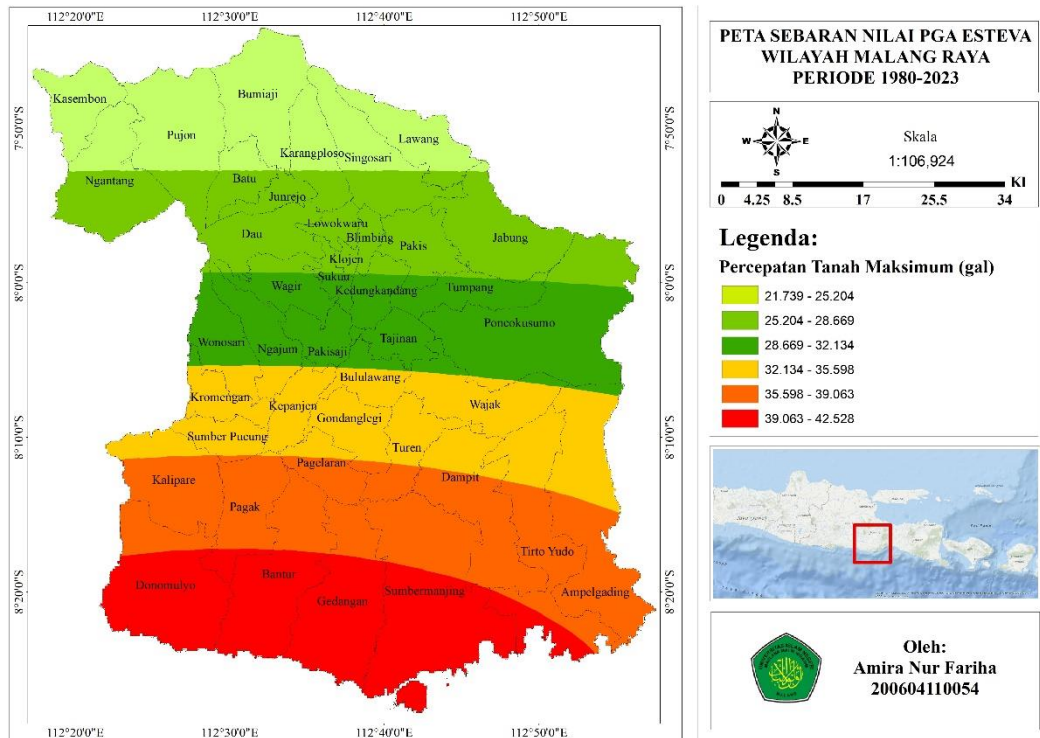 112°20'0"E 112°30'0"E 112°40'0"E 112°50'0"E
7°50'0"S 7°50'0"S
8°0'0"S 8°0'0"S
8°10'0"S 8°10'0"S
8°20'0"S 8°20'0"S
Kasembon
Bumiaji
Pujon
Lawang
Karangploso
Singosari
Ngantang
Batu
Junrejo
Lowokwaru
Dau
Blimbing
Pakis
Jabung
Klojen
Sukun
Wagir
Kedungkandang
Tumpang
Poncokusumo
Wonosari
Ngajum
Pakisaji
Tajinan
Bululawang
Kromengan
Kepanjen
Wajak
Gondanglegi
Sumber Pucung
Turen
Pagelaran
Kalipare
Dampit
Pagak
Tirto Yudo
Donomulyo
Bantur
Sumbermanjing
Ampelgading
Gedangan
112°20'0"E 112°30'0"E 112°40'0"E 112°50'0"E
PETA SEBARAN NILAI PGA ESTEVA
WILAYAH MALANG RAYA
PERIODE 1980-2023
N
W E
S
Skala
1:106,924
Kl
0 4.25 8.5 17 25.5 34
Legenda:
Percepatan Tanah Maksimum (gal)
21.739 - 25.204
25.204 - 28.669
28.669 - 32.134
32.134 - 35.598
35.598 - 39.063
39.063 - 42.528
Oleh:
Amira Nur Fariha
200604110054